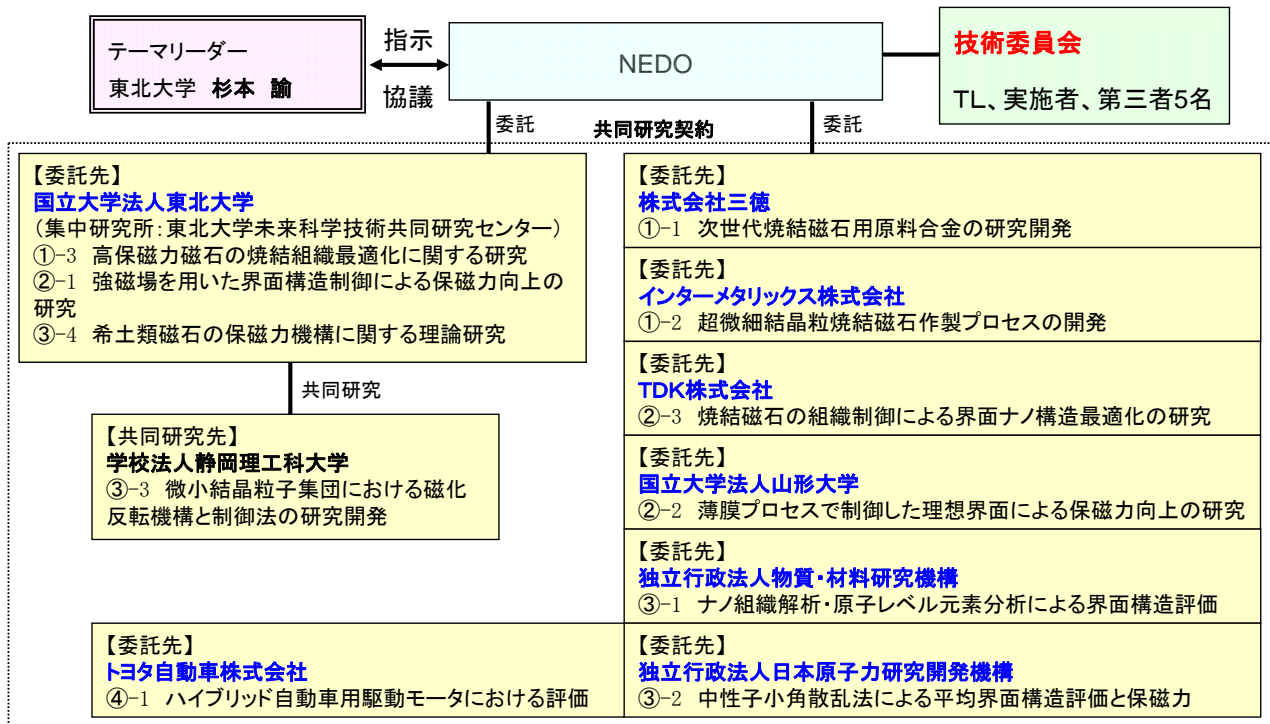 テーマリーダー
東北大学 杉本 諭
指示
協議
NEDO
技術委員会
TL、実施者、第三者5名
委託
共同研究契約
委託
【委託先】
国立大学法人東北大学
(集中研究所:東北大学未来科学技術共同研究センター)
①-3 高保磁力磁石の焼結組織最適化に関する研究
②-1 強磁場を用いた界面構造制御による保磁力向上の
研究
③-4 希土類磁石の保磁力機構に関する理論研究
共同研究
【共同研究先】
学校法人静岡理工科大学
③-3 微小結晶粒子集団における磁化
反転機構と制御法の研究開発
【委託先】
トヨタ自動車株式会社
④-1 ハイブリッド自動車用駆動モータにおける評価
【委託先】
株式会社三徳
①-1 次世代焼結磁石用原料合金の研究開発
【委託先】
インターメタリックス株式会社
①-2 超微細結晶粒焼結磁石作製プロセスの開発
【委託先】
TDK株式会社
②-3 焼結磁石の組織制御による界面ナノ構造最適化の研究
【委託先】
国立大学法人山形大学
②-2 薄膜プロセスで制御した理想界面による保磁力向上の研究
【委託先】
独立行政法人物質・材料研究機構
③-1 ナノ組織解析・原子レベル元素分析による界面構造評価
【委託先】
独立行政法人日本原子力研究開発機構
③-2 中性子小角散乱法による平均界面構造評価と保磁力